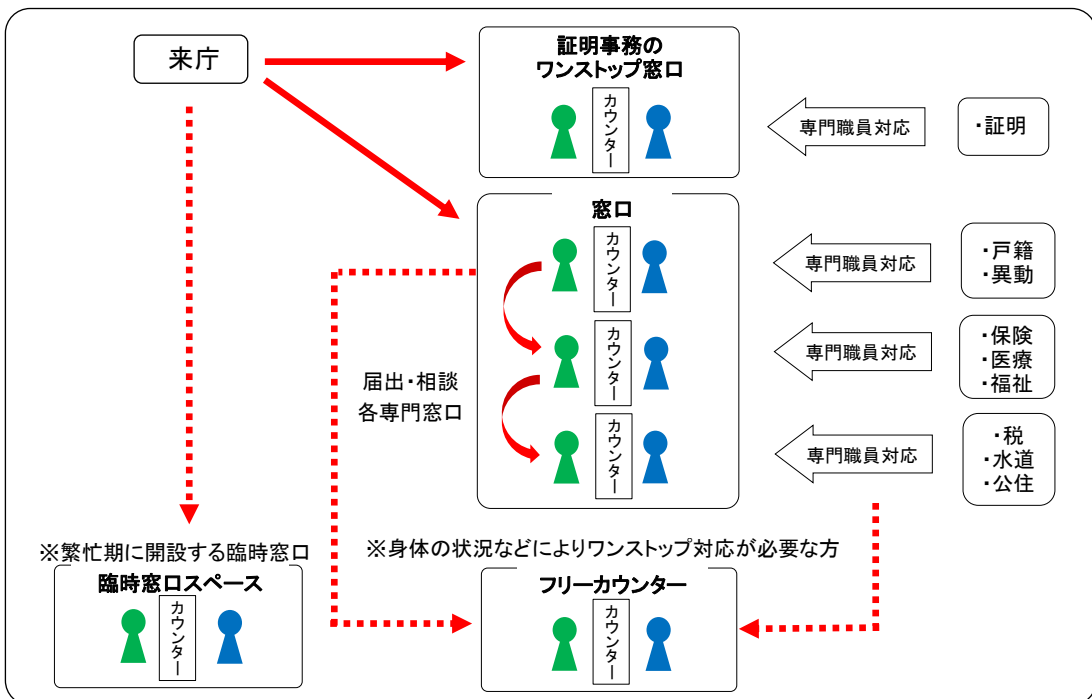 来庁
証明事務の
ワンストップ窓口
カウンター
専門職員対応
・証明
窓口
カウンター
専門職員対応
・戸籍
・異動
カウンター
専門職員対応
・保険
・医療
・福祉
届出・相談
各専門窓口
カウンター
専門職員対応
・税
・水道
・公住
※繁忙期に開設する臨時窓口
臨時窓口スペース
カウンター
※身体の状況などによりワンストップ対応が必要な方
フリーカウンター
カウンター